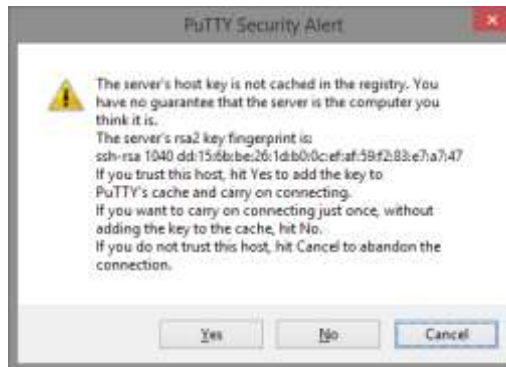 PuTTY Security Alert
The server's host key is not cached in the registry. You
have no guarantee that the server is the computer you
think it is.
The server's rsa2 key fingerprint is:
ssh-rsa 1040 dd:15:6b:be:26:1d:b0:0c:ef:af:59:f2:83:e7:a7:47
If you trust this host, hit Yes to add the key to
PuTTY's cache and carry on connecting.
If you want to carry on connecting just once, without
adding the key to the cache, hit No.
If you do not trust this host, hit Cancel to abandon the
connection.
Yes No Cancel